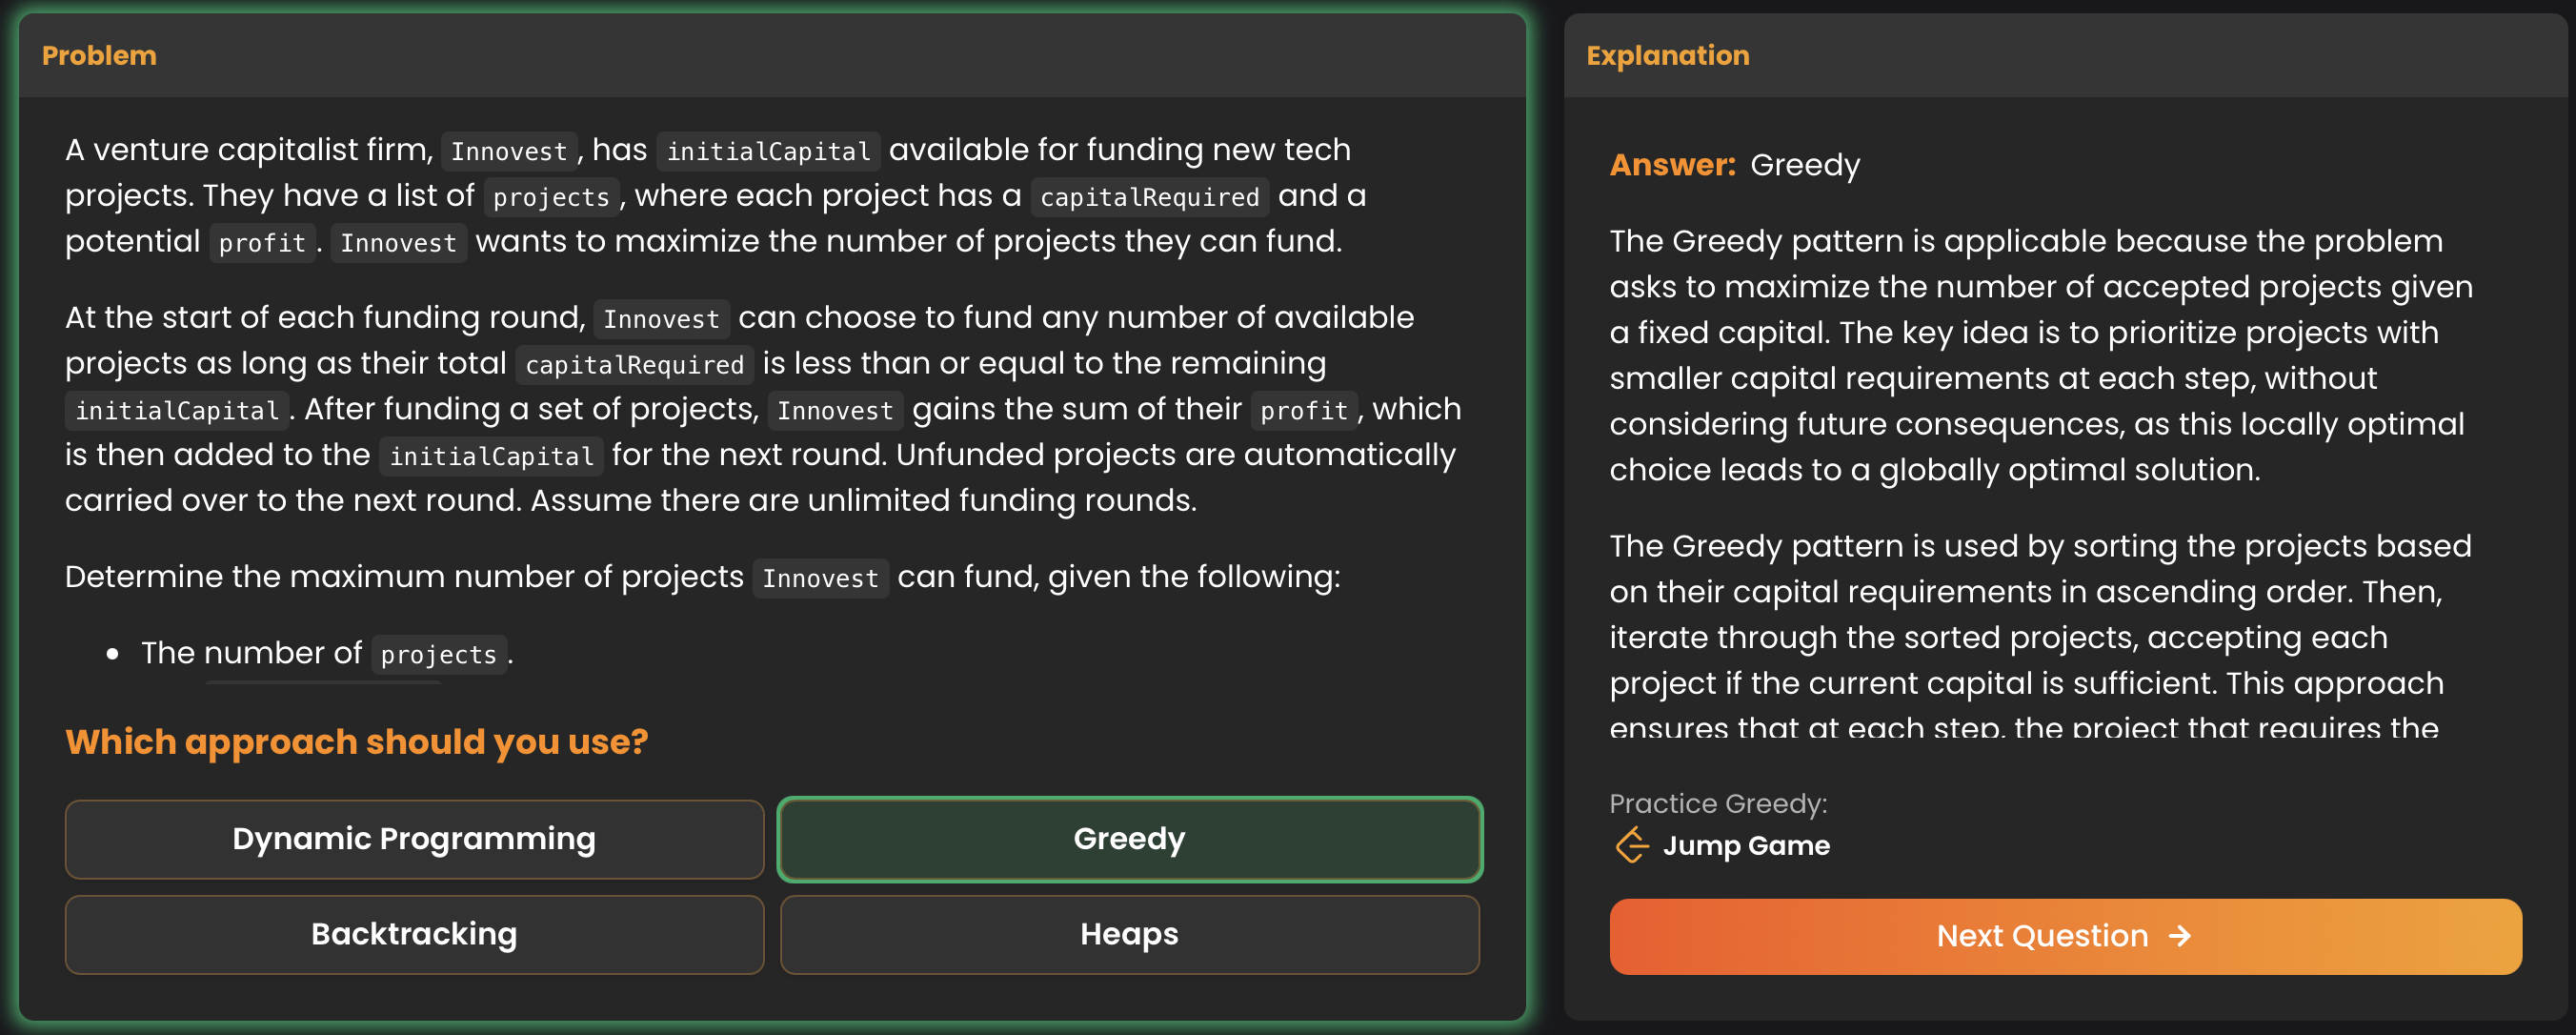 Problem
A venture capitalist firm, Innovest, has initialCapital available for funding new tech
projects. They have a list of projects, where each project has a capitalRequired and a
potential profit. Innovest wants to maximize the number of projects they can fund.
At the start of each funding round, Innovest can choose to fund any number of available
projects as long as their total capitalRequired is less than or equal to the remaining
initialCapital. After funding a set of projects, Innovest gains the sum of their profit, which
is then added to the initialCapital for the next round. Unfunded projects are automatically
carried over to the next round. Assume there are unlimited funding rounds.
Determine the maximum number of projects Innovest can fund, given the following:
• The number of projects.
Which approach should you use?
Dynamic Programming
Greedy
Backtracking
Heaps
Explanation
Answer: Greedy
The Greedy pattern is applicable because the problem
asks to maximize the number of accepted projects given
a fixed capital. The key idea is to prioritize projects with
smaller capital requirements at each step, without
considering future consequences, as this locally optimal
choice leads to a globally optimal solution.
The Greedy pattern is used by sorting the projects based
on their capital requirements in ascending order. Then,
iterate through the sorted projects, accepting each
project if the current capital is sufficient. This approach
ensures that at each step, the project that requires the
Practice Greedy:
Jump Game
Next Question →